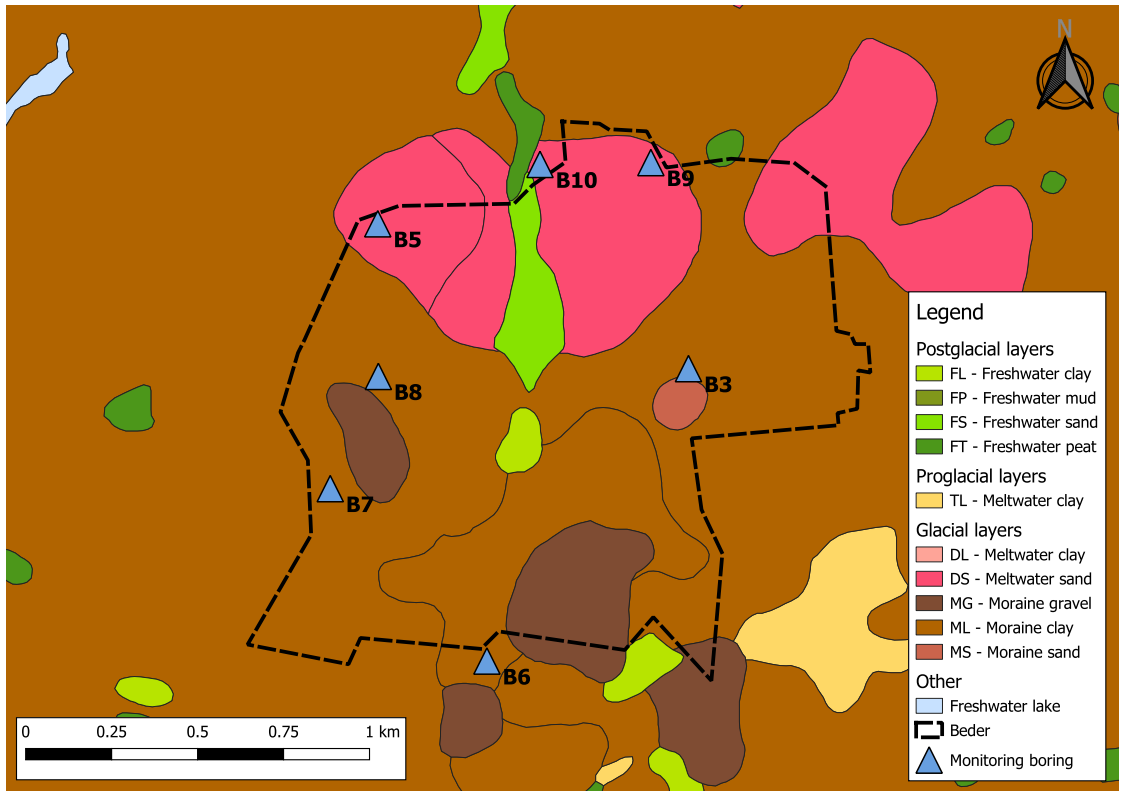 N
B10
B9
B5
B8
B3
B7
B6
Legend
Postglacial layers
FL - Freshwater clay
FP - Freshwater mud
FS - Freshwater sand
FT - Freshwater peat
Proglacial layers
TL - Meltwater clay
Glacial layers
DL - Meltwater clay
DS - Meltwater sand
MG - Moraine gravel
ML - Moraine clay
MS - Moraine sand
Other
Freshwater lake
Beder
Monitoring boring
0 0.25 0.5 0.75 1 km